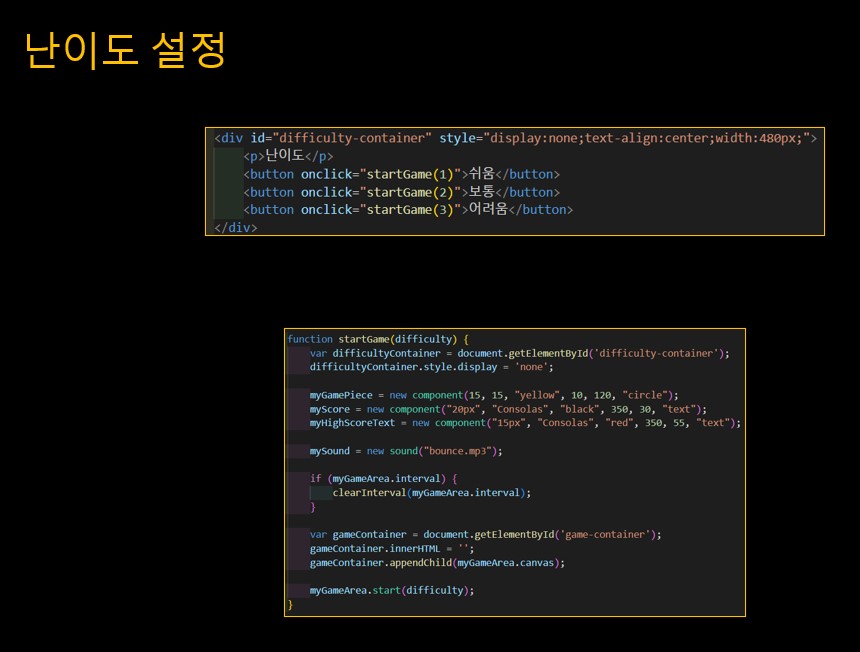 난이도 설정
<div id="difficulty-container" style="display:none;text-align:center;width:480px;">
<p>난이도</p>
<button onclick="startGame(1)">쉬움</button>
<button onclick="startGame(2)">보통</button>
<button onclick="startGame(3)">어려움</button>
</div>
function startGame(difficulty) {
var difficultyContainer = document.getElementById('difficulty-container');
difficultyContainer.style.display = 'none';
myGamePiece = new component(15, 15, "yellow", 10, 120, "circle");
myScore = new component("20px", "Consolas", "black", 350, 30, "text");
myHighScoreText = new component("15px", "Consolas", "red", 350, 55, "text");
mySound = new sound("bounce.mp3");
if (myGameArea.interval) {
clearInterval(myGameArea.interval);
}
var gameContainer = document.getElementById('game-container');
gameContainer.innerHTML = '';
gameContainer.appendChild(myGameArea.canvas);
myGameArea.start(difficulty);
}